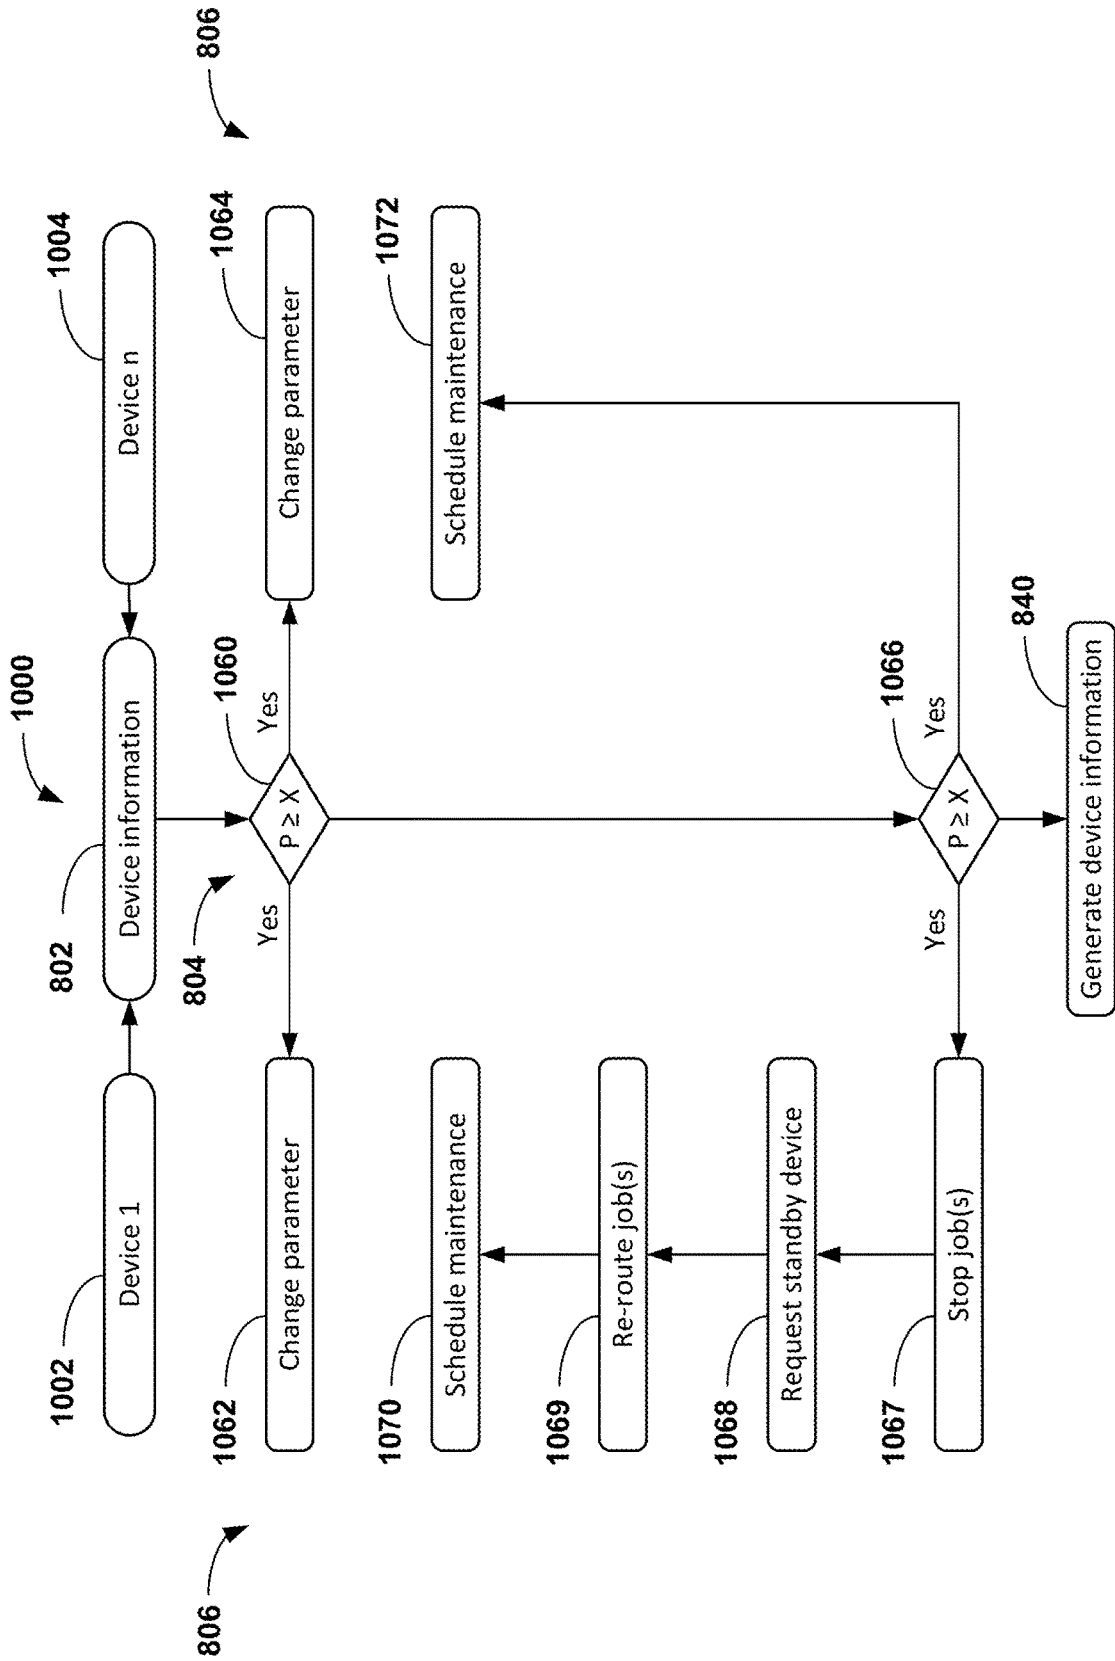 1000
1002
802
1004
Device 1
Device information
Device n
806
804
806
1062
1060
1064
Yes
Yes
Change parameter
P ≥ X
Change parameter
1070
1072
Schedule maintenance
Schedule maintenance
1069
Re-route job(s)
1068
Request standby device
1067
1066
Yes
Yes
Stop job(s)
P ≥ X
840
Generate device information